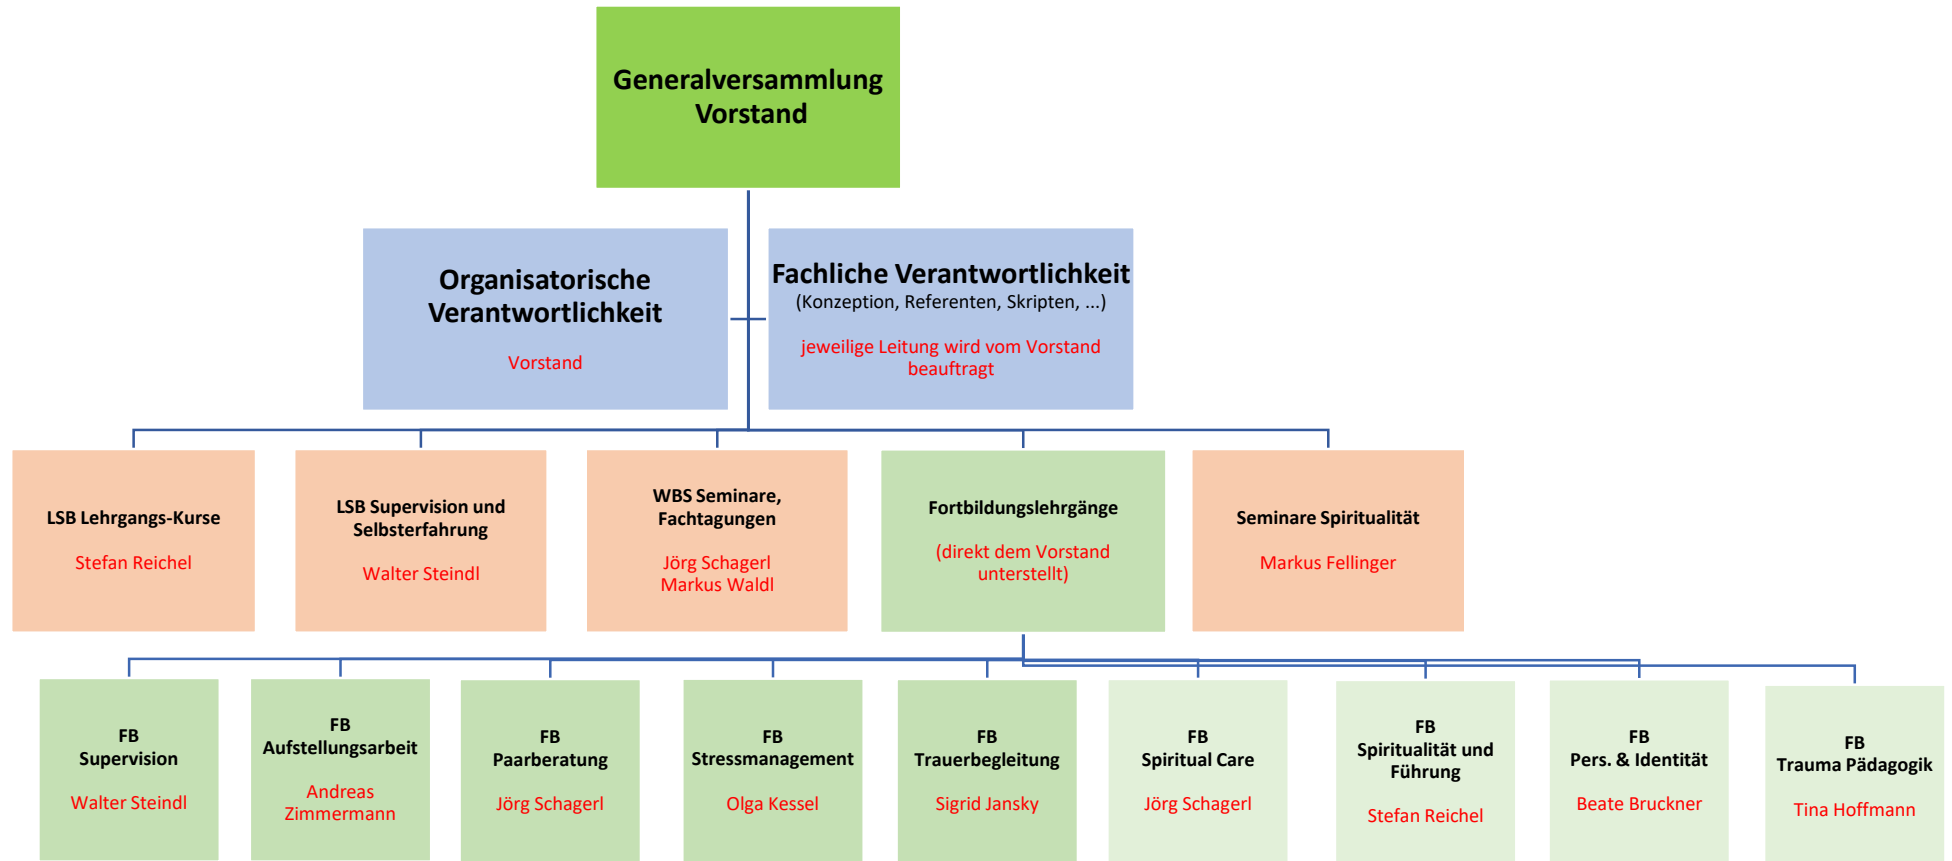 Generalversammlung
Vorstand
Organisatorische
Verantwortlichkeit
Vorstand
Fachliche Verantwortlichkeit
(Konzeption, Referenten, Skripten, ...)
jeweilige Leitung wird vom Vorstand
beauftragt
LSB Lehrgangs-Kurse
Stefan Reichel
LSB Supervision und
Selbsterfahrung
Walter Steindl
WBS Seminare,
Fachtagungen
Jörg Schagerl
Markus Waldl
Fortbildungslehrgänge
(direkt dem Vorstand
unterstellt)
Seminare Spiritualität
Markus Fellinger
FB
Supervision
Walter Steindl
FB
Aufstellungsarbeit
Andreas
Zimmermann
FB
Paarberatung
Jörg Schagerl
FB
Stressmanagement
Olga Kessel
FB
Trauerbegleitung
Sigrid Jansky
FB
Spiritual Care
Jörg Schagerl
FB
Spiritualität und
Führung
Stefan Reichel
FB
Pers. & Identität
Beate Bruckner
FB
Trauma Pädagogik
Tina Hoffmann